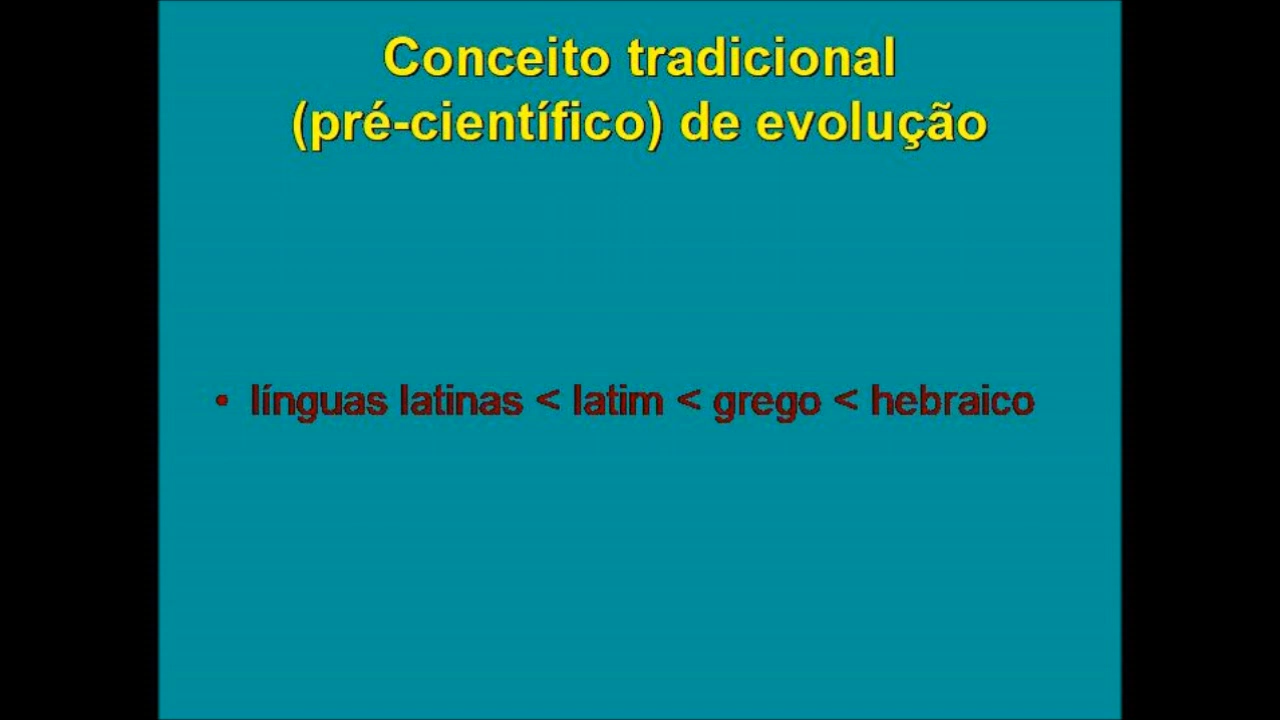 Conceito tradicional
(pré-científico) de evolução
• línguas latinas < latim < grego < hebraico